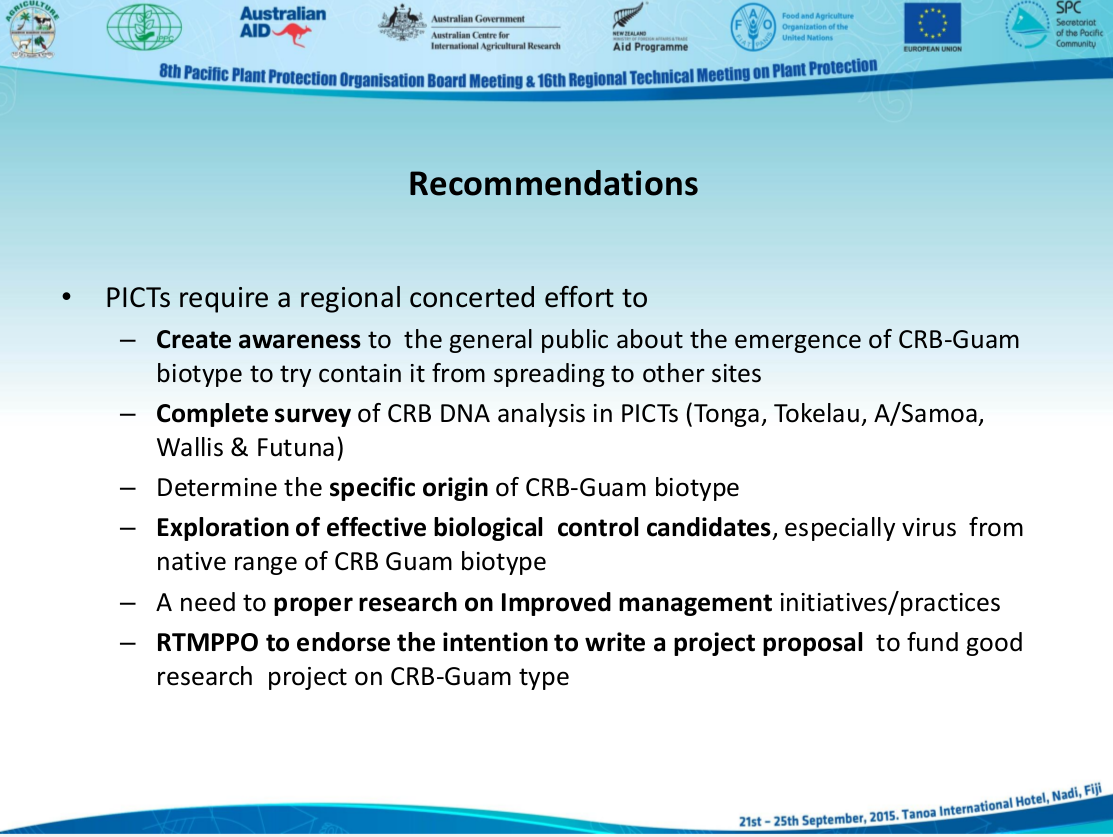 AGRICULTURE
IPPC
Australian
AID
Australian Government
Australian Centre for
International Agricultural Research
NEW ZEALAND
Aid Programme
FAO
FIAT PANIS
Food and Agriculture
Organization of the
United Nations
EUROPEAN UNION
SPC
Secretariat
of the Pacific
Community
8th Pacific Plant Protection Organisation Board Meeting & 16th Regional Technical Meeting on Plant Protection
Recommendations
• PICTs require a regional concerted effort to
– Create awareness to the general public about the emergence of CRB-Guam
biotype to try contain it from spreading to other sites
– Complete survey of CRB DNA analysis in PICTs (Tonga, Tokelau, A/Samoa,
Wallis & Futuna)
– Determine the specific origin of CRB-Guam biotype
– Exploration of effective biological control candidates, especially virus from
native range of CRB Guam biotype
– A need to proper research on Improved management initiatives/practices
– RTMPPO to endorse the intention to write a project proposal to fund good
research project on CRB-Guam type
21st – 25th September, 2015. Tanoa International Hotel, Nadi, Fiji